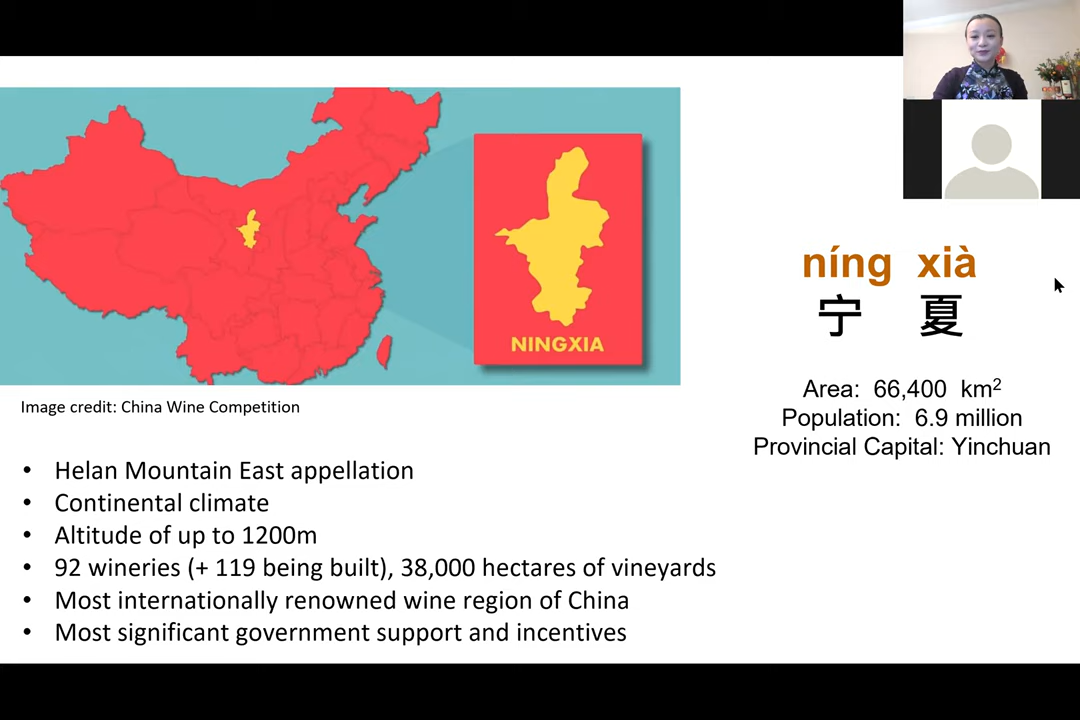 NINGXIA
Image credit: China Wine Competition
níng xià
宁 夏
Area: 66,400 km²
Population: 6.9 million
Provincial Capital: Yinchuan
• Helan Mountain East appellation
• Continental climate
• Altitude of up to 1200m
• 92 wineries (+ 119 being built), 38,000 hectares of vineyards
• Most internationally renowned wine region of China
• Most significant government support and incentives